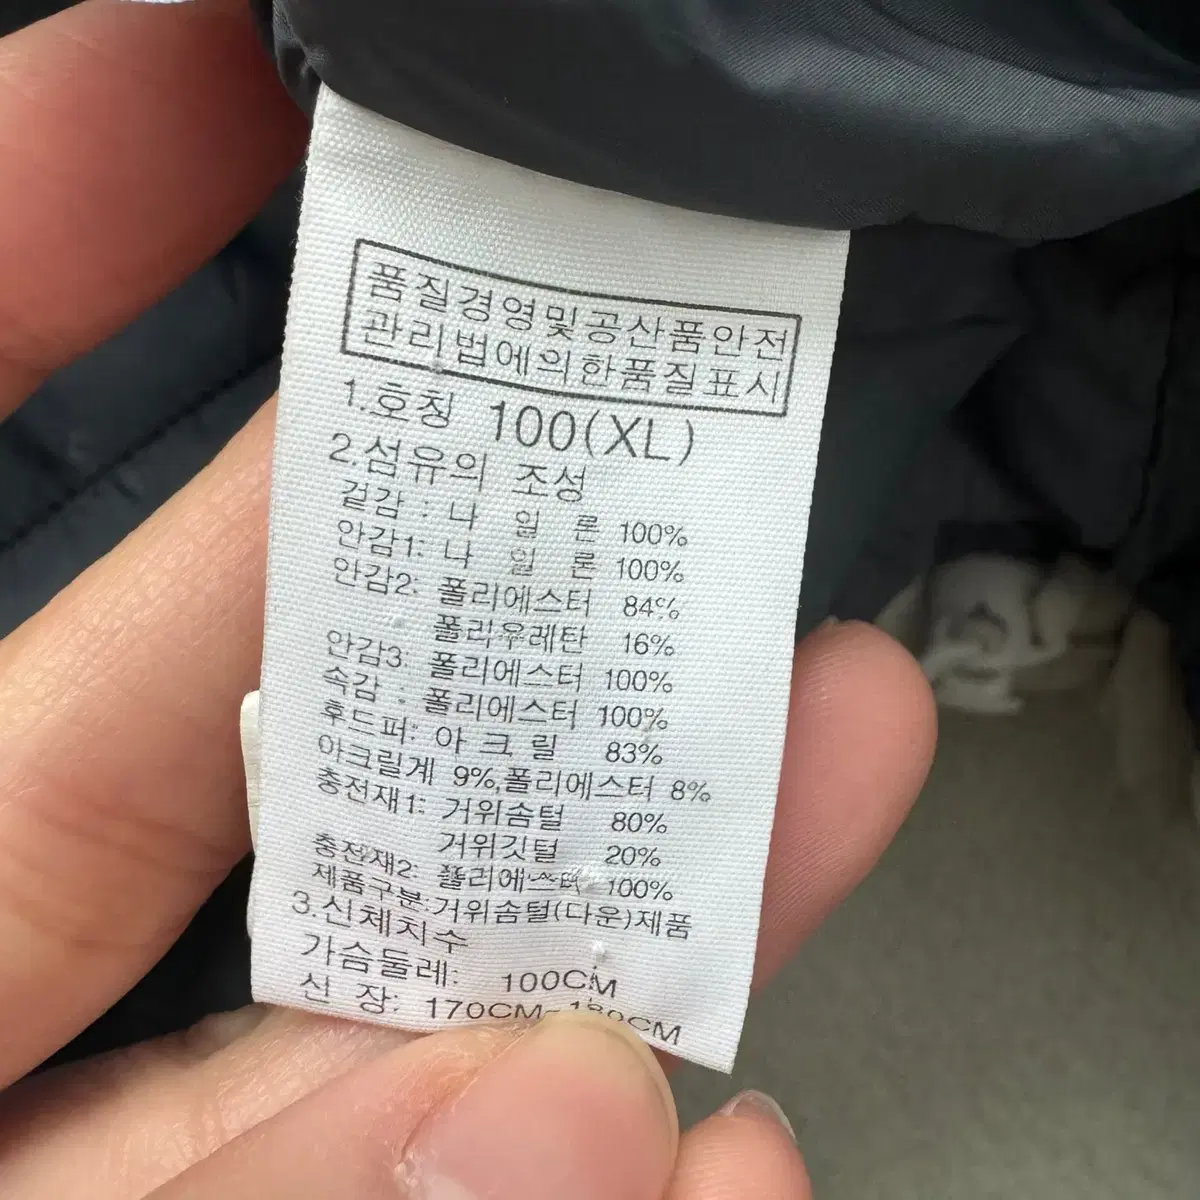 품질경영및공산품안전
관리법에의한품질표시
1.호칭 100(XL)
2.섬유의 조성
겉감 : 나 일 론 100%
안감1: 나 일 론 100%
안감2: 폴리에스터 84%
폴리우레탄 16%
안감3: 폴리에스터 100%
속감 : 폴리에스터 100%
후드퍼: 아 크 릴 83%
아크릴계 9%,폴리에스터 8%
충전재1: 거위솜털 80%
거위깃털 20%
충전재2: 폴리에스터 100%
제품구분:거위솜털(다운)제품
3.신체치수
가슴둘레: 100CM
신 장: 170CM~180CM